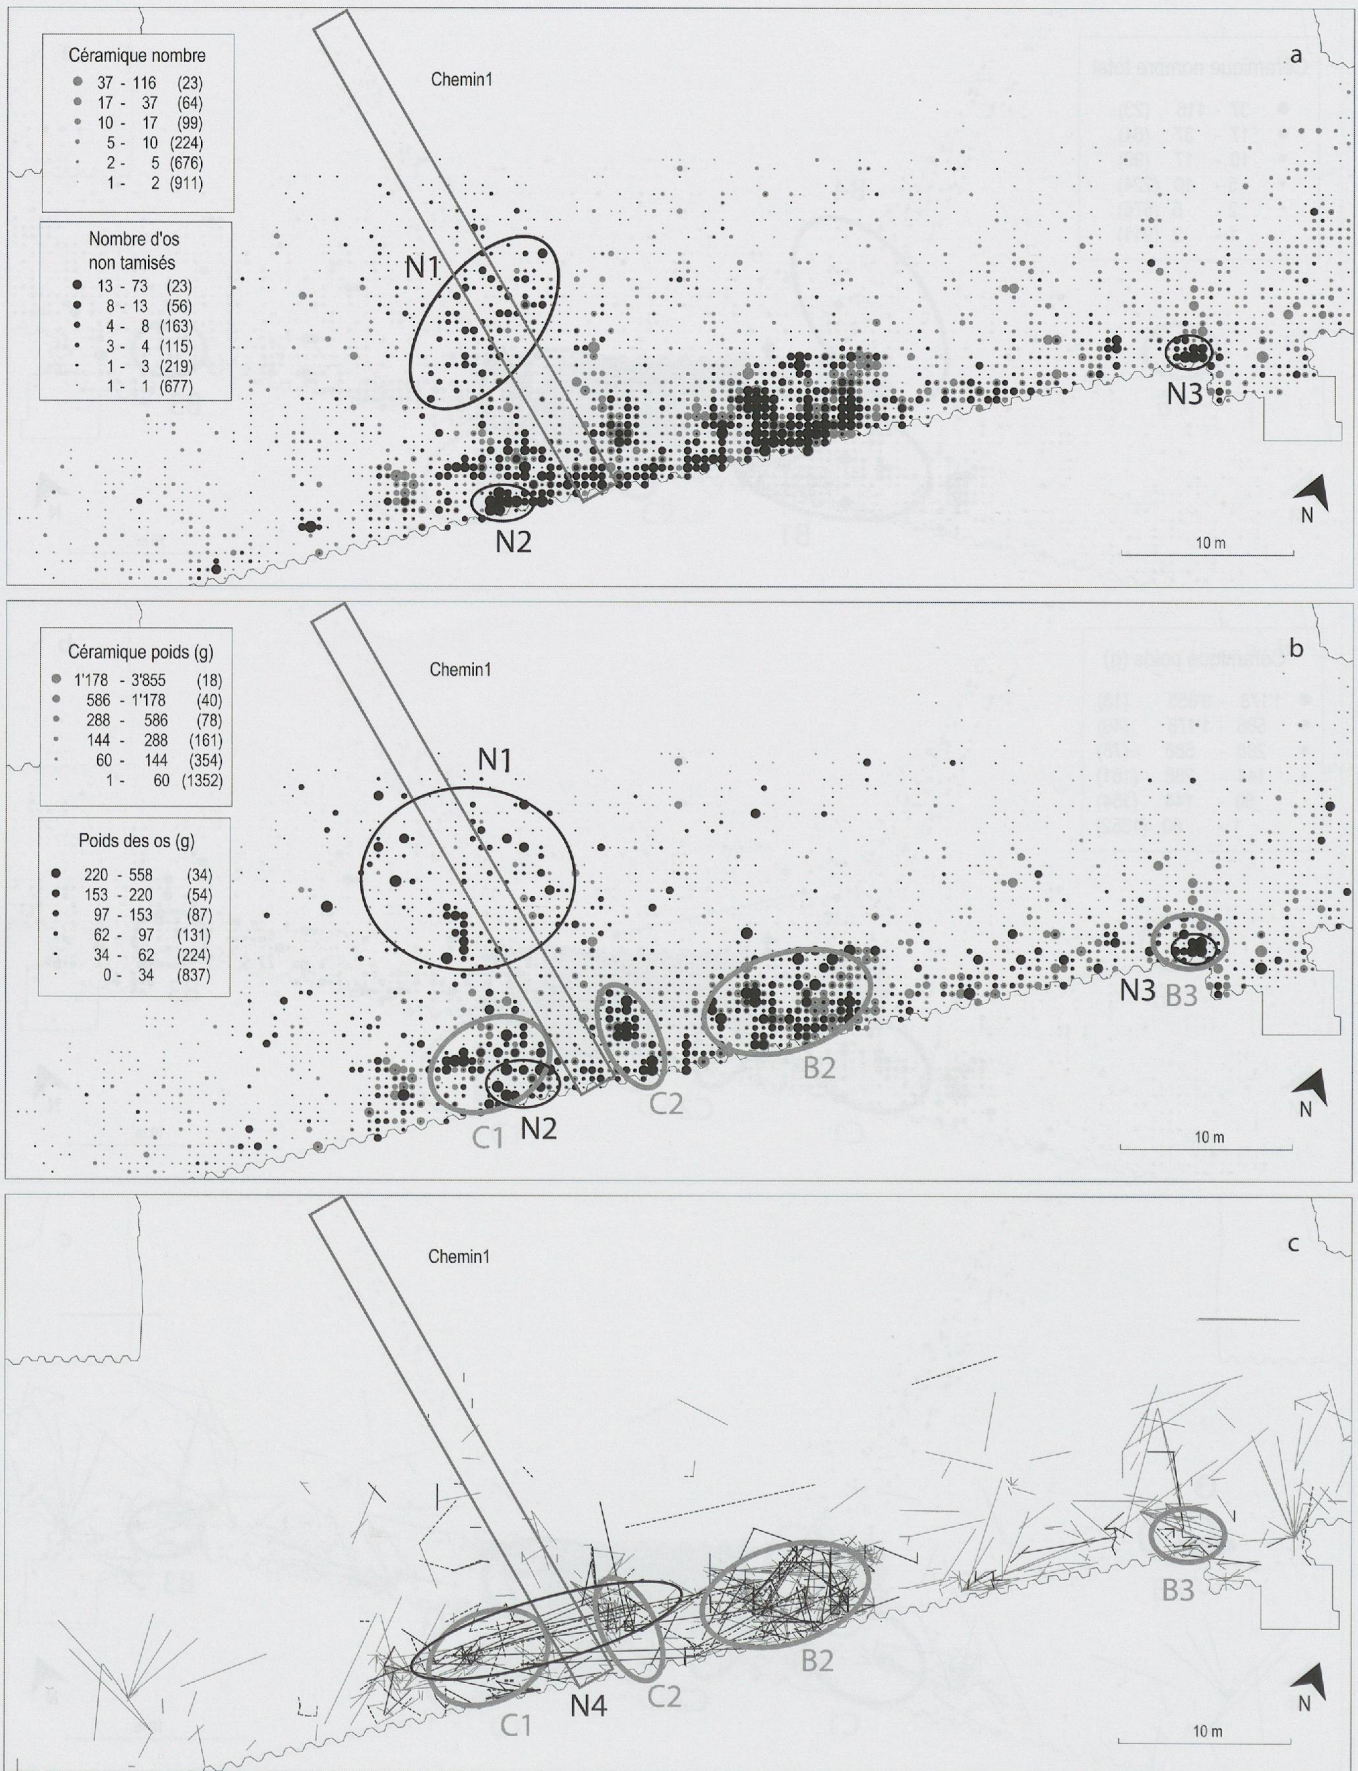 a
Céramique nombre
37 - 116 (23)
17 - 37 (64)
10 - 17 (99)
5 - 10 (224)
2 - 5 (676)
1 - 2 (911)
Chemin1
Nombre d'os
non tamisés
13 - 73 (23)
8 - 13 (56)
4 - 8 (163)
3 - 4 (115)
1 - 3 (219)
1 - 1 (677)
N1
N3
N2
N
10 m
b
Céramique poids (g)
1'178 - 3'855 (18)
586 - 1'178 (40)
288 - 586 (78)
144 - 288 (161)
60 - 144 (354)
1 - 60 (1352)
Chemin1
N1
Poids des os (g)
220 - 558 (34)
153 - 220 (54)
97 - 153 (87)
62 - 97 (131)
34 - 62 (224)
0 - 34 (837)
N3 B3
B2
C2
C1 N2
N
10 m
c
Chemin1
B3
B2
C2
N4
C1
N
10 m